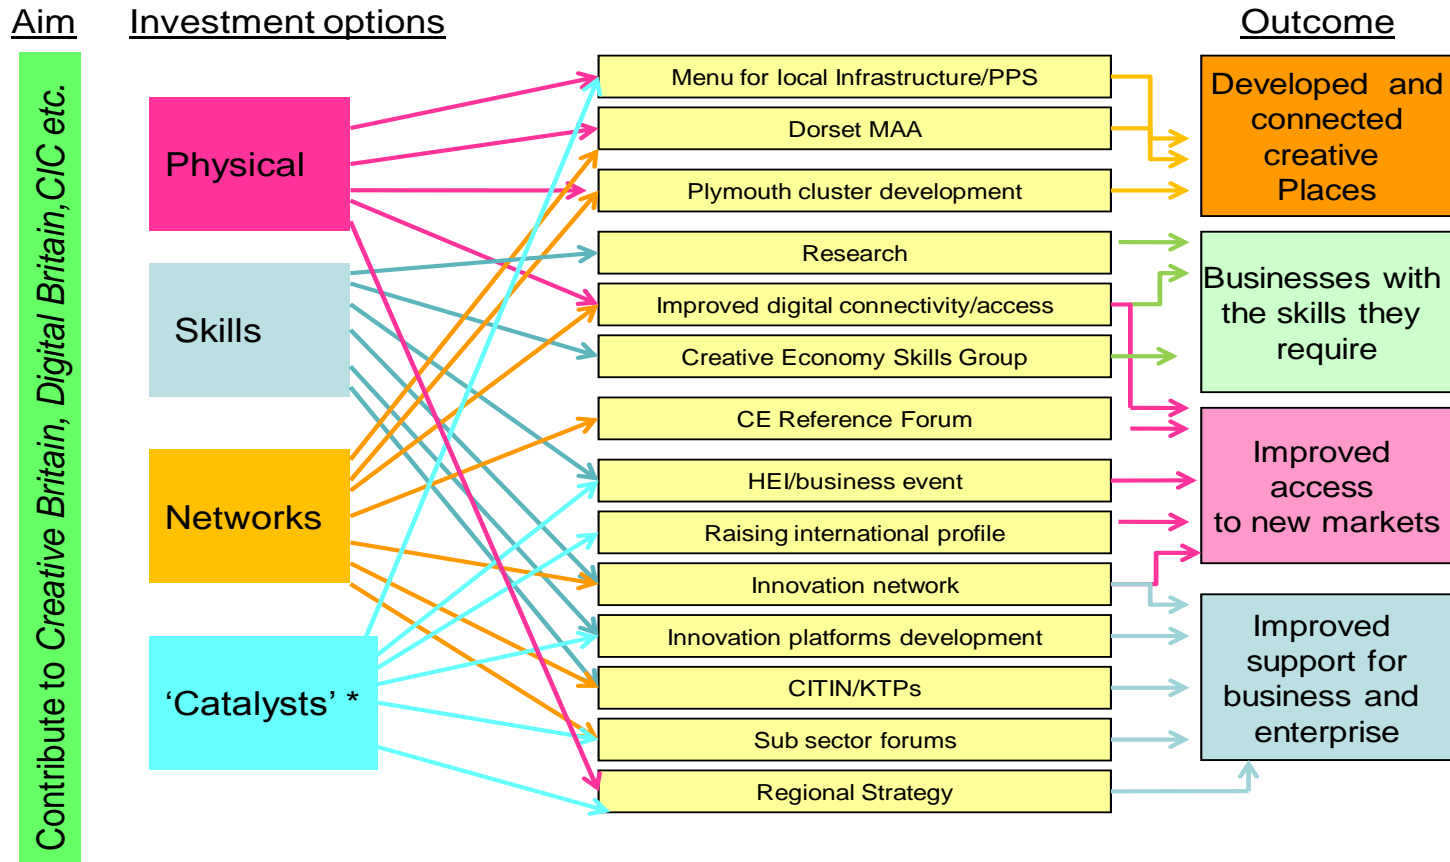 Aim
Investment options
Outcome
Contribute to Creative Britain, Digital Britain,CIC etc.
Physical
Skills
Networks
‘Catalysts’ *
Menu for local Infrastructure/PPS
Dorset MAA
Plymouth cluster development
Research
Improved digital connectivity/access
Creative Economy Skills Group
CE Reference Forum
HEI/business event
Raising international profile
Innovation network
Innovation platforms development
CITIN/KTPs
Sub sector forums
Regional Strategy
Developed and
connected
creative
Places
Businesses with
the skills they
require
Improved
access
to new markets
Improved
support for
business and
enterprise